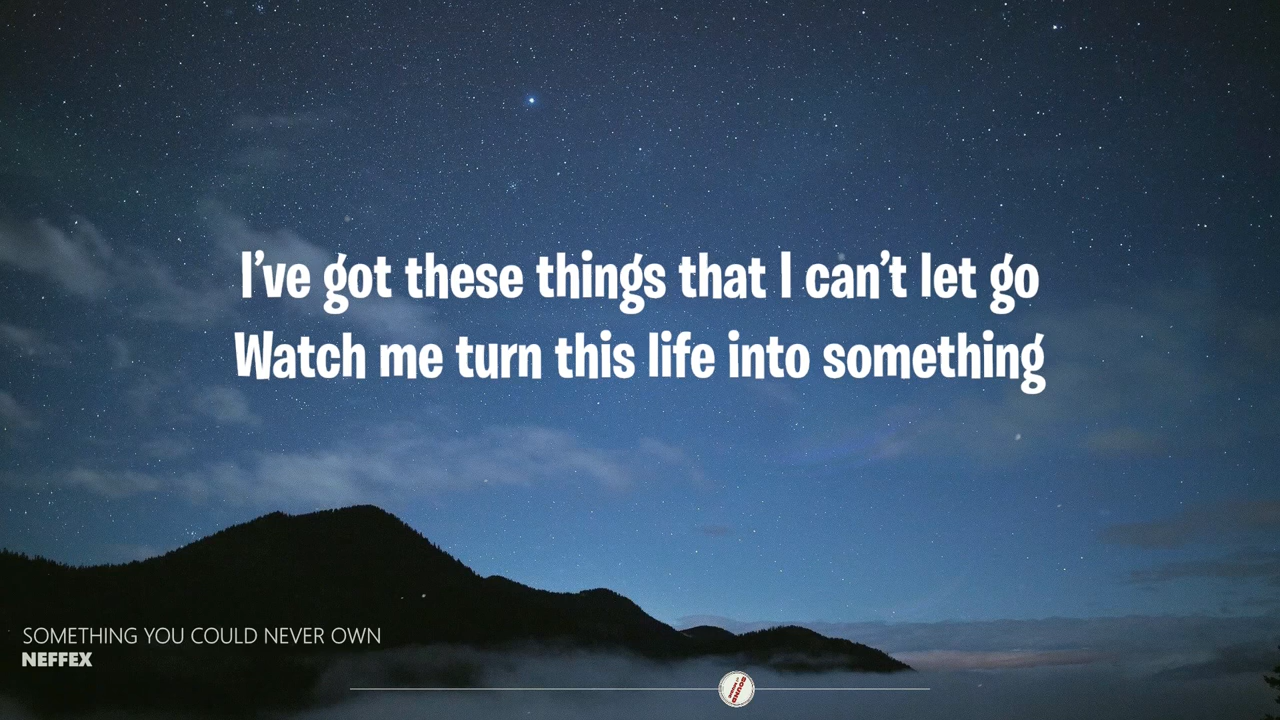 I've got these things that I can't let go
Watch me turn this life into something
SOMETHING YOU COULD NEVER OWN
NEFFEX
SOUND